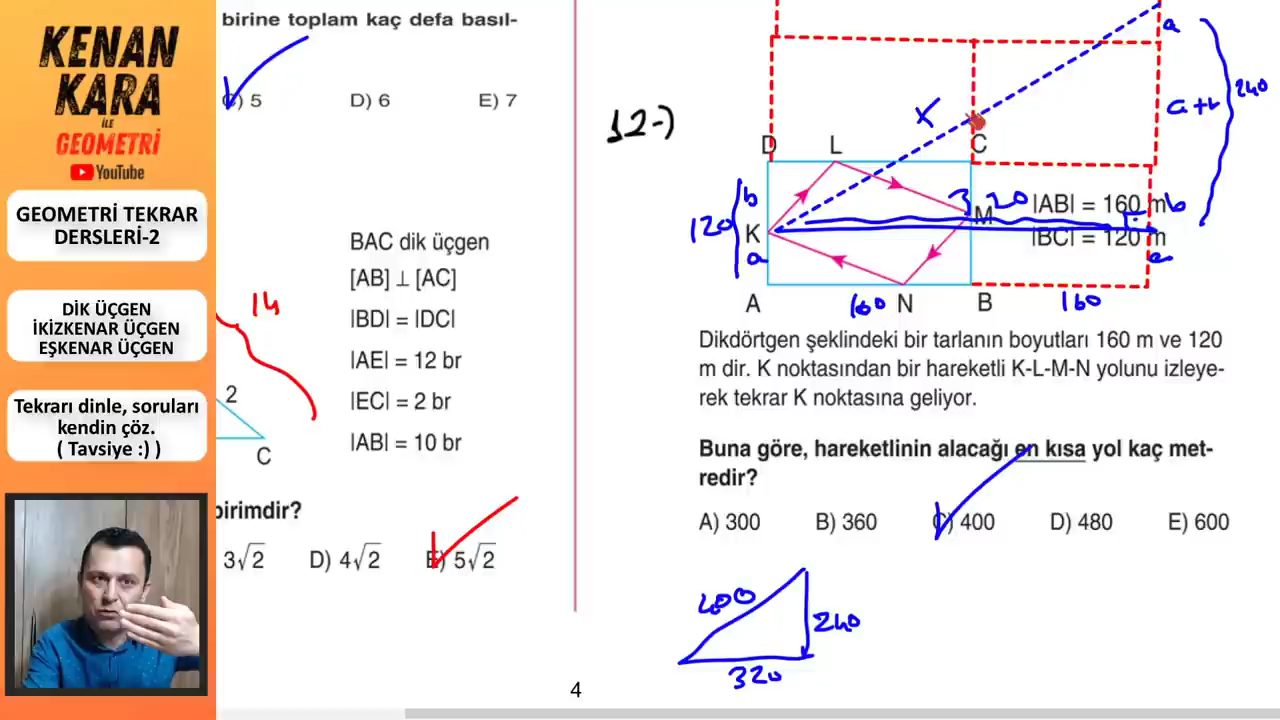 KENAN
KARA
İLE
GEOMETRİ
YouTube
GEOMETRİ TEKRAR
DERSLERİ-2
DİK ÜÇGEN
İKİZKENAR ÜÇGEN
EŞKENAR ÜÇGEN
Tekrarı dinle, soruları
kendin çöz.
( Tavsiye :) )
birine toplam kaç defa basıl-
C) 5 D) 6 E) 7
14
2
C
BAC dik üçgen
[AB] ⊥ [AC]
|BD| = |DC|
|AE| = 12 br
|EC| = 2 br
|AB| = 10 br
birimdir?
3√2 D) 4√2 E) 5√2
4
12-)
a
240
x
a+b
D L C
b
120
K
a
320
M
|AB| = 160 m
b
|BC| = 120 m
a
A 160 N B 160
Dikdörtgen şeklindeki bir tarlanın boyutları 160 m ve 120
m dir. K noktasından bir hareketli K-L-M-N yolunu izleye-
rek tekrar K noktasına geliyor.
Buna göre, hareketlinin alacağı en kısa yol kaç met-
redir?
A) 300 B) 360 C) 400 D) 480 E) 600
400
240
320